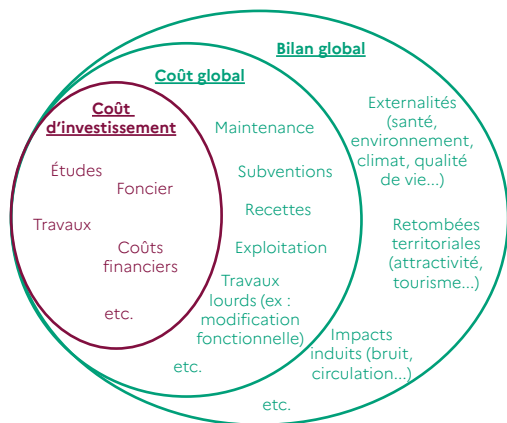 Bilan global
Coût global
Coût
d'investissement
Études
Foncier
Travaux
Coûts
financiers
etc.
Maintenance
Subventions
Recettes
Exploitation
Travaux
lourds (ex :
modification
fonctionnelle)
etc.
Externalités
(santé,
environnement,
climat, qualité
de vie...)
Retombées
territoriales
(attractivité,
tourisme...)
Impacts
induits (bruit,
circulation...)
etc.